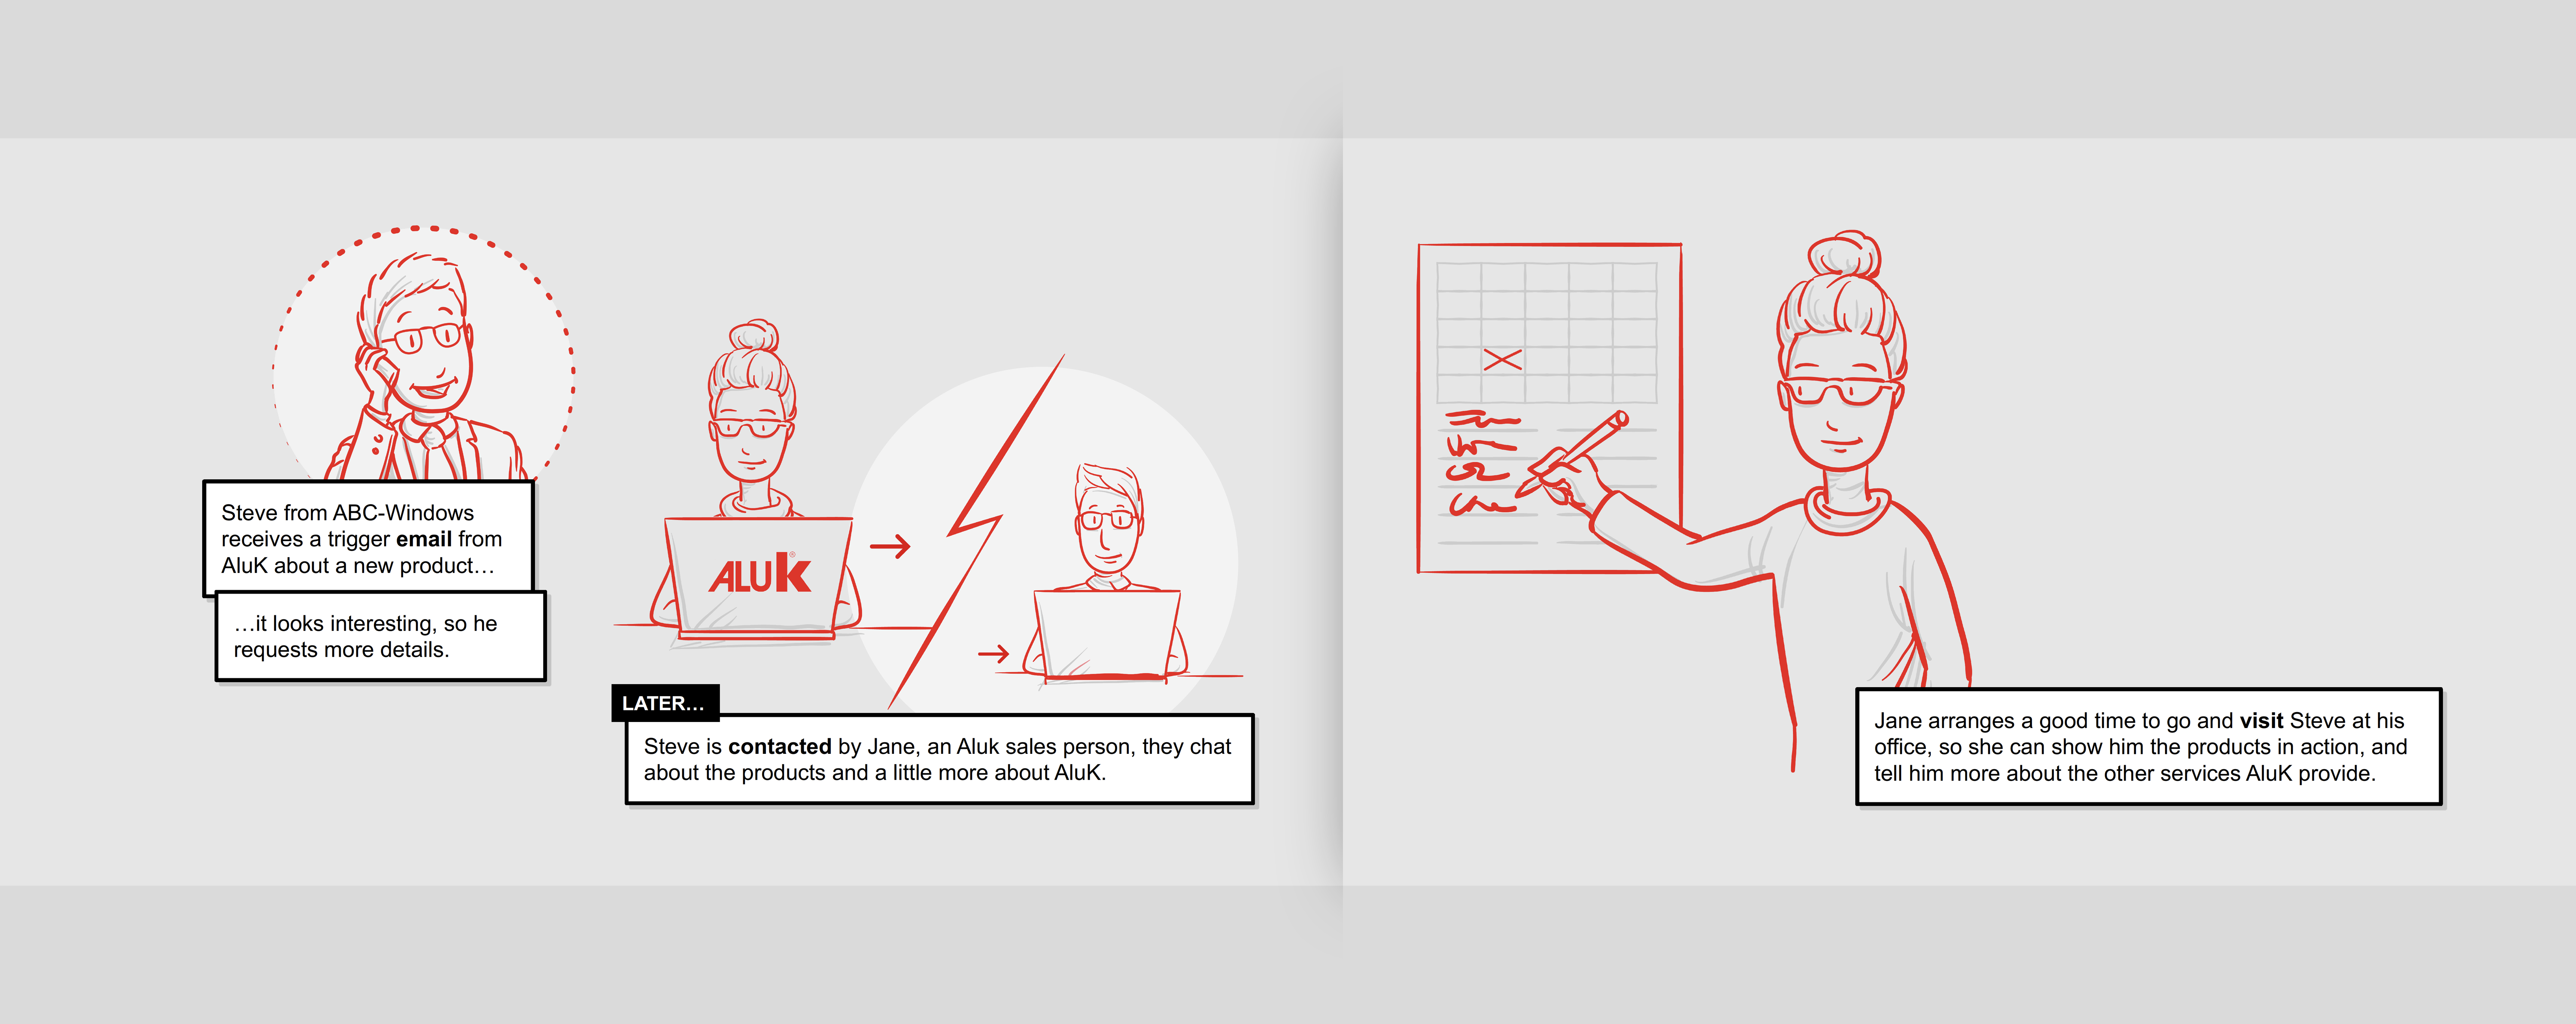 Steve from ABC-Windows
receives a trigger email from
AluK about a new product…
…it looks interesting, so he
requests more details.
ALUK®
LATER…
Steve is contacted by Jane, an Aluk sales person, they chat
about the products and a little more about AluK.
Jane arranges a good time to go and visit Steve at his
office, so she can show him the products in action, and
tell him more about the other services AluK provide.